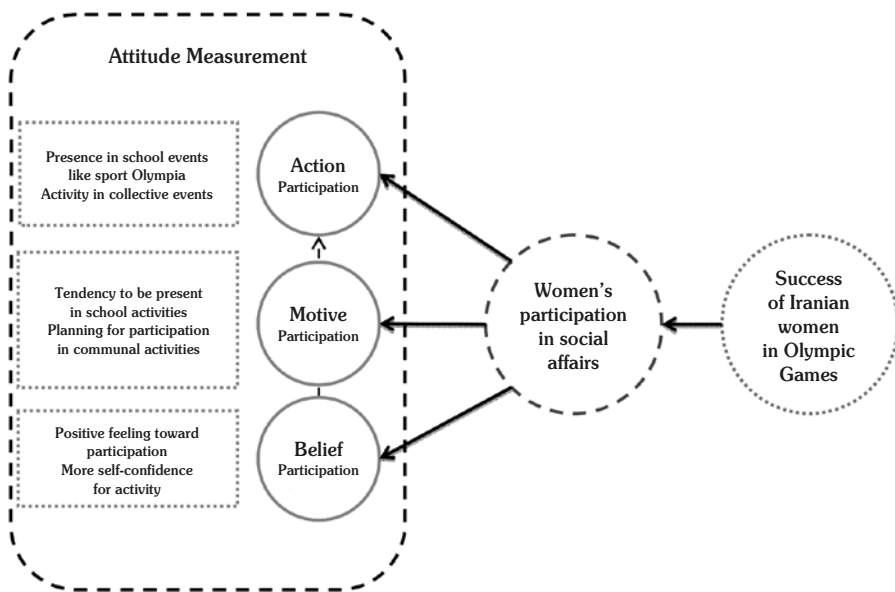 Attitude Measurement
Presence in school events
like sport Olympia
Activity in collective events
Action
Participation
Tendency to be present
in school activities
Planning for participation
in communal activities
Motive
Participation
Positive feeling toward
participation
More self-confidence
for activity
Belief
Participation
Women's
participation
in social
affairs
Success
of Iranian
women
in Olympic
Games